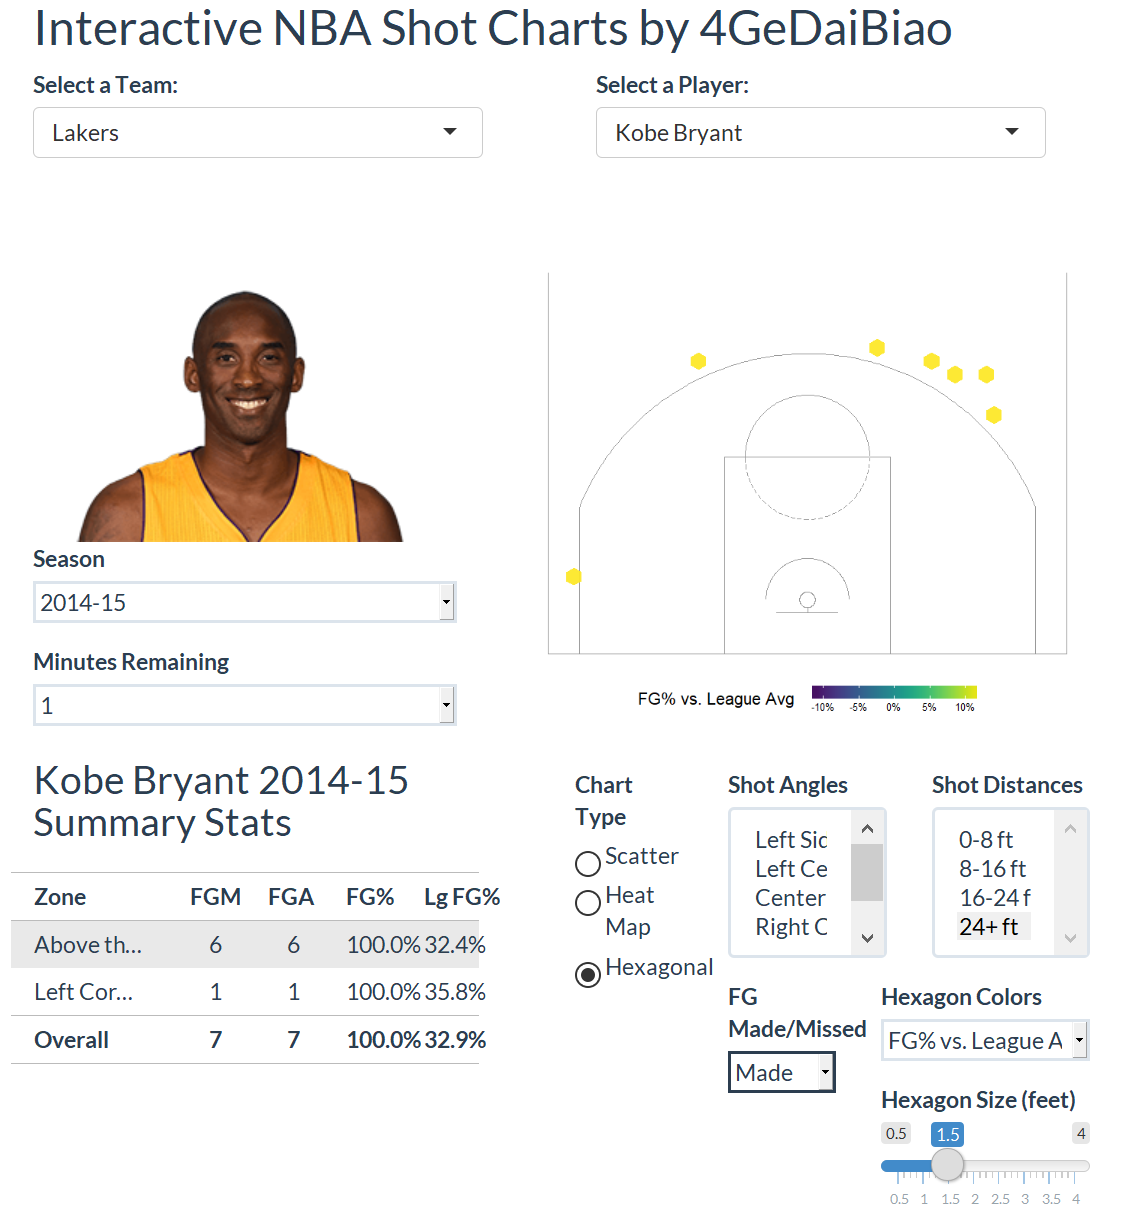 Interactive NBA Shot Charts by 4GeDaiBiao
Select a Team:
Select a Player:
Lakers
Kobe Bryant
Season
2014-15
Minutes Remaining
1
FG% vs. League Avg
-10% -5% 0% 5% 10%
Kobe Bryant 2014-15
Summary Stats
Zone FGM FGA FG% Lg FG%
Above th... 6 6 100.0% 32.4%
Left Cor... 1 1 100.0% 35.8%
Overall 7 7 100.0% 32.9%
Chart
Type
Scatter
Heat
Map
Hexagonal
Shot Angles
Left Sid
Left Ce
Center
Right C
Shot Distances
0-8 ft
8-16 ft
16-24 f
24+ ft
FG
Made/Missed
Made
Hexagon Colors
FG% vs. League A
Hexagon Size (feet)
0.5 1.5 4
0.5 1 1.5 2 2.5 3 3.5 4